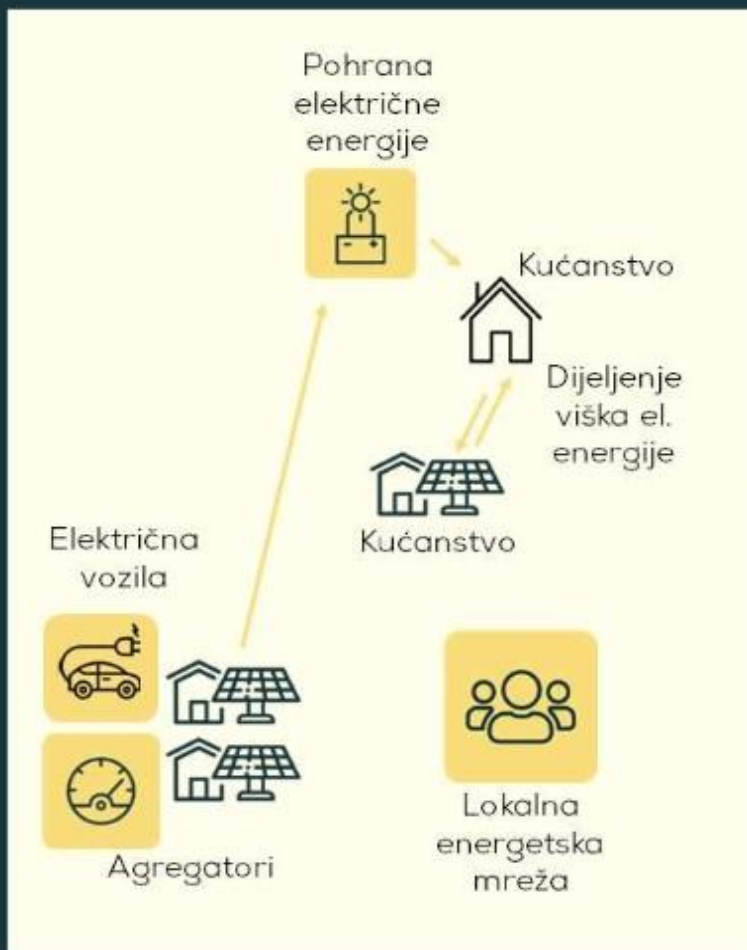 Pohrana
električne
energije
Kućanstvo
Dijeljenje
viška el.
energije
Kućanstvo
Električna
vozila
Agregatori
Lokalna
energetska
mreža